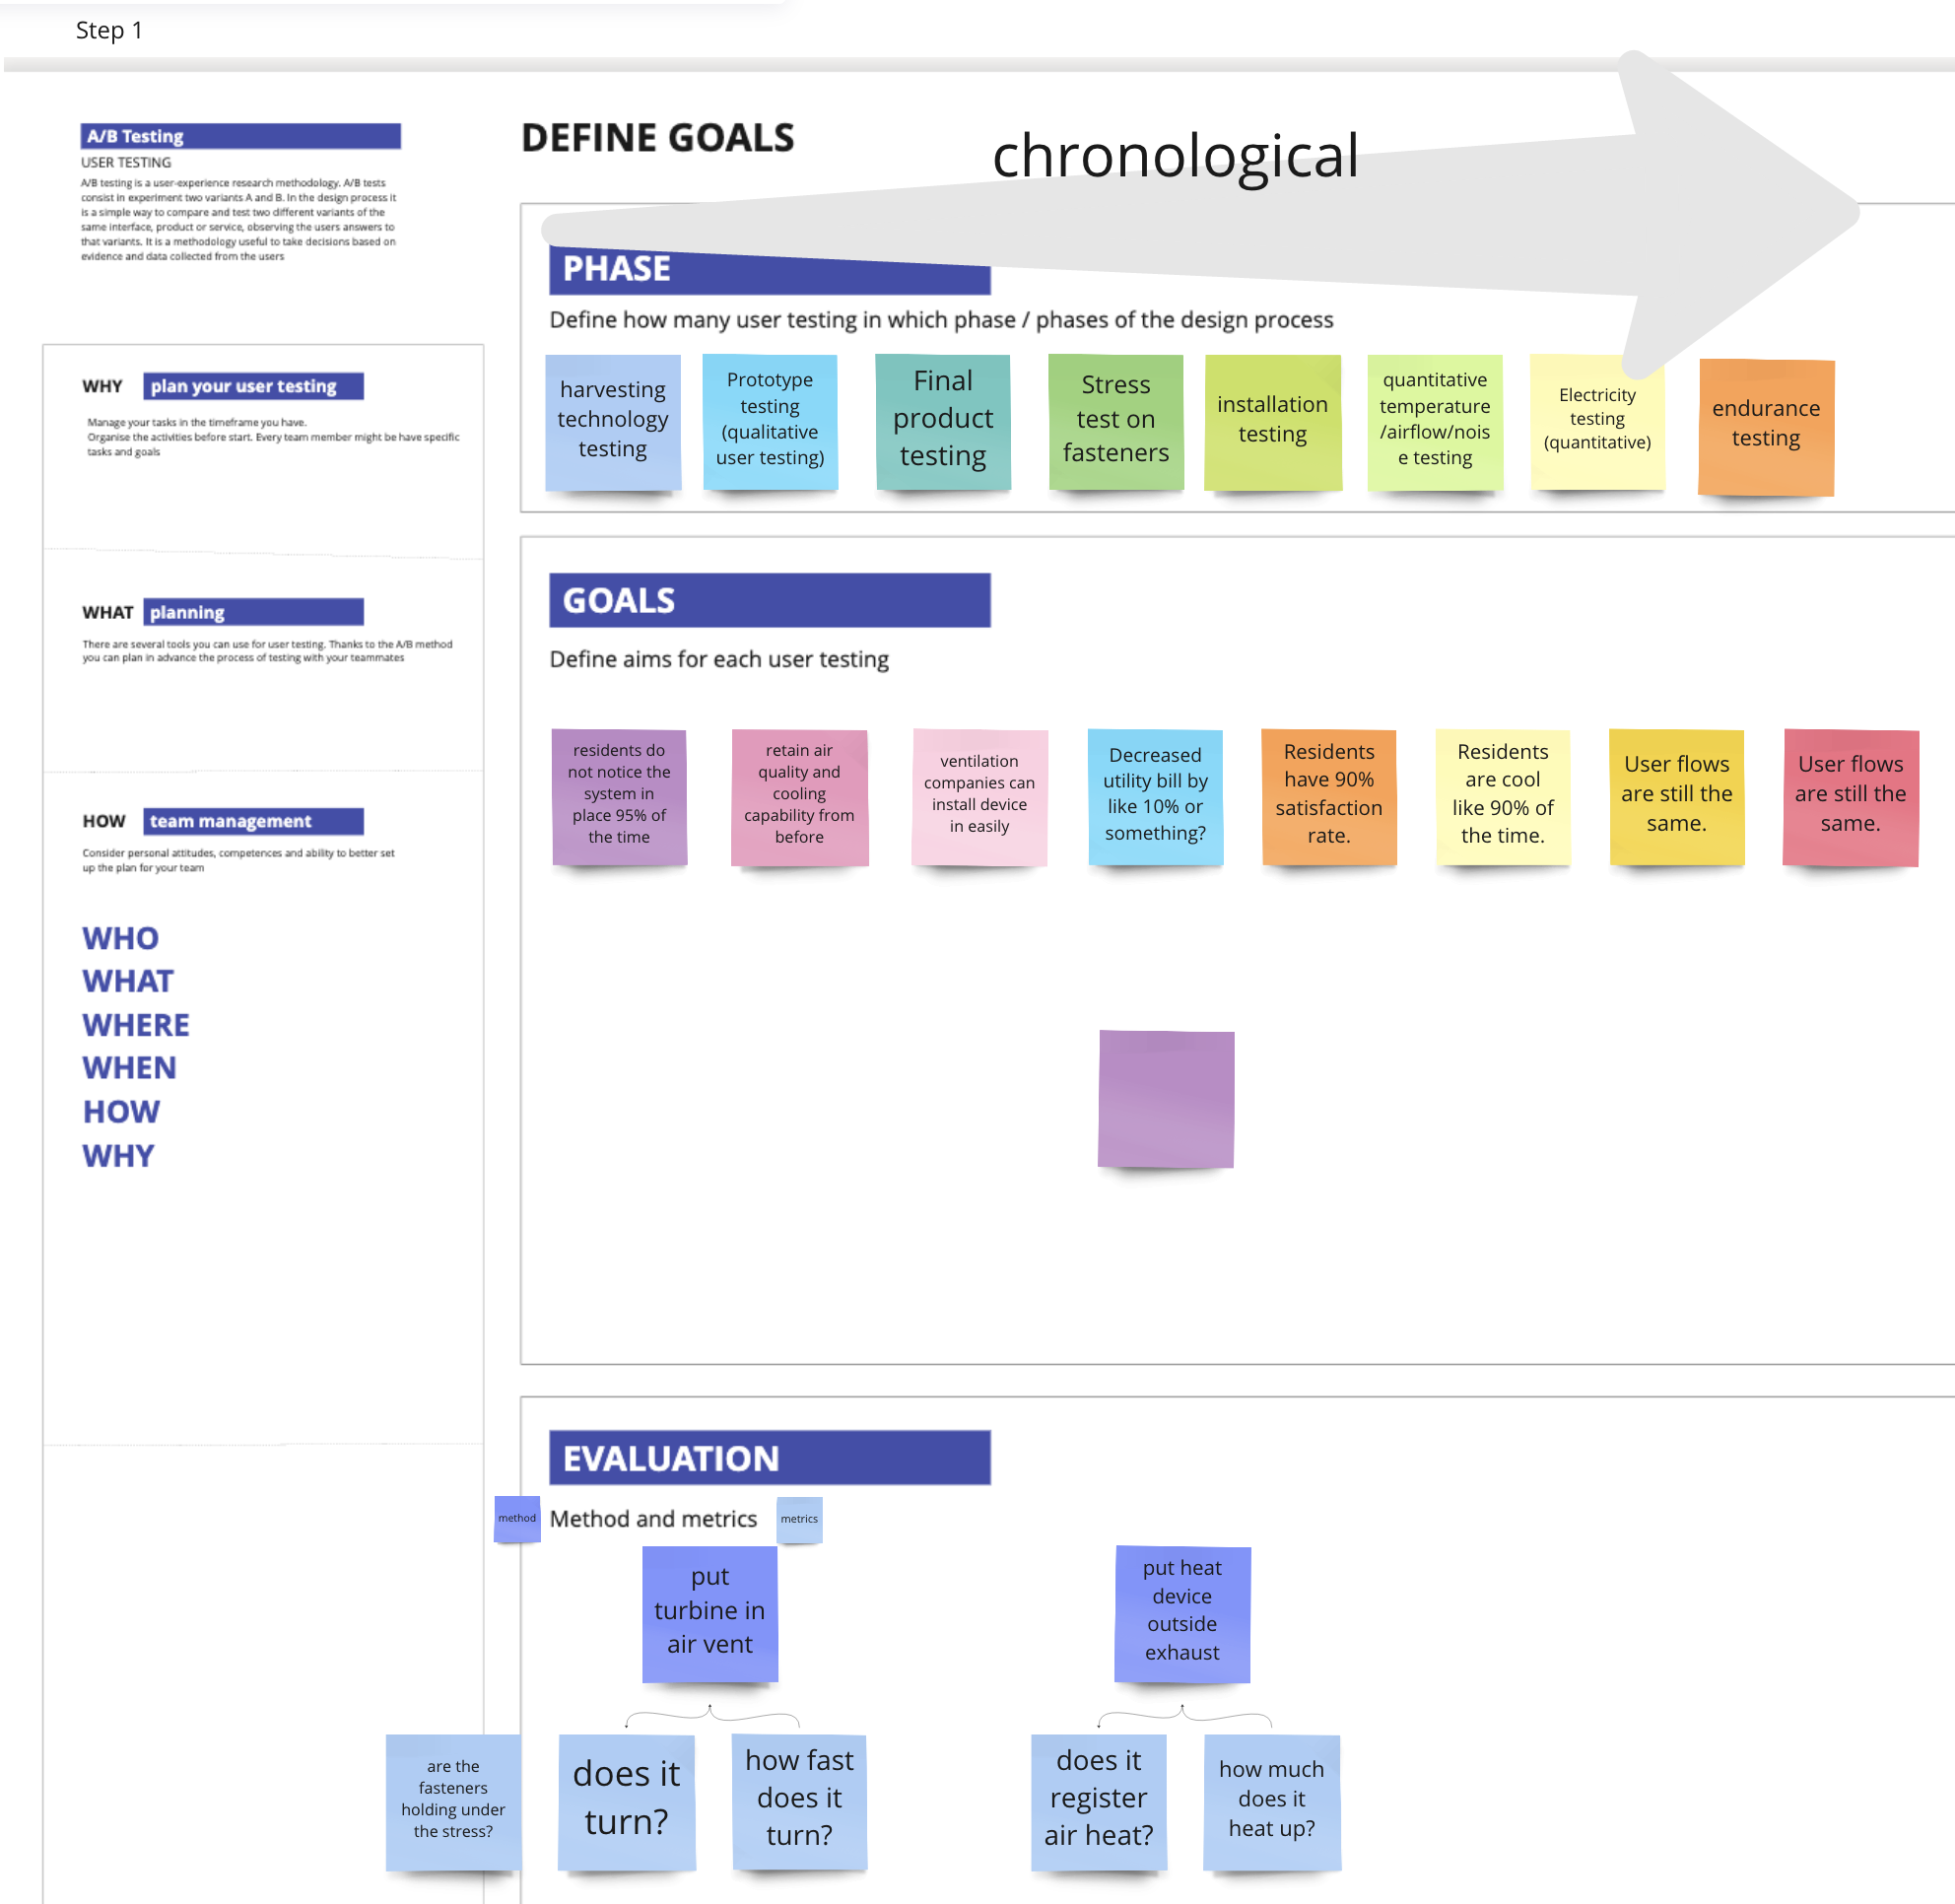 Step 1
A/B Testing
USER TESTING
A/B testing is a user-experience research methodology. A/B tests
consist in experiment two variants A and B. In the design process it
is a simple way to compare and test two different variants of the
same interface, product or service, observing the users answers to
that variants. It is a methodology useful to take decisions based on
evidence and data collected from the users
WHY plan your user testing
Manage your tasks in the timeframe you have.
Organise the activities before start. Every team member might be have specific
tasks and goals
WHAT planning
There are several tools you can use for user testing. Thanks to the A/B method
you can plan in advance the process of testing with your teammates
HOW team management
Consider personal attitudes, competences and ability to better set
up the plan for your team
WHO
WHAT
WHERE
WHEN
HOW
WHY
DEFINE GOALS
chronological
PHASE
Define how many user testing in which phase / phases of the design process
harvesting
technology
testing
Prototype
testing
(qualitative
user testing)
Final
product
testing
Stress
test on
fasteners
installation
testing
quantitative
temperature
/airflow/nois
e testing
Electricity
testing
(quantitative)
endurance
testing
GOALS
Define aims for each user testing
residents do
not notice the
system in
place 95% of
the time
retain air
quality and
cooling
capability from
before
ventilation
companies can
install device
in easily
Decreased
utility bill by
like 10% or
something?
Residents
have 90%
satisfaction
rate.
Residents
are cool
like 90% of
the time.
User flows
are still the
same.
User flows
are still the
same.
EVALUATION
method
Method and metrics
metrics
put
turbine in
air vent
put heat
device
outside
exhaust
are the
fasteners
holding under
the stress?
does it
turn?
how fast
does it
turn?
does it
register
air heat?
how much
does it
heat up?